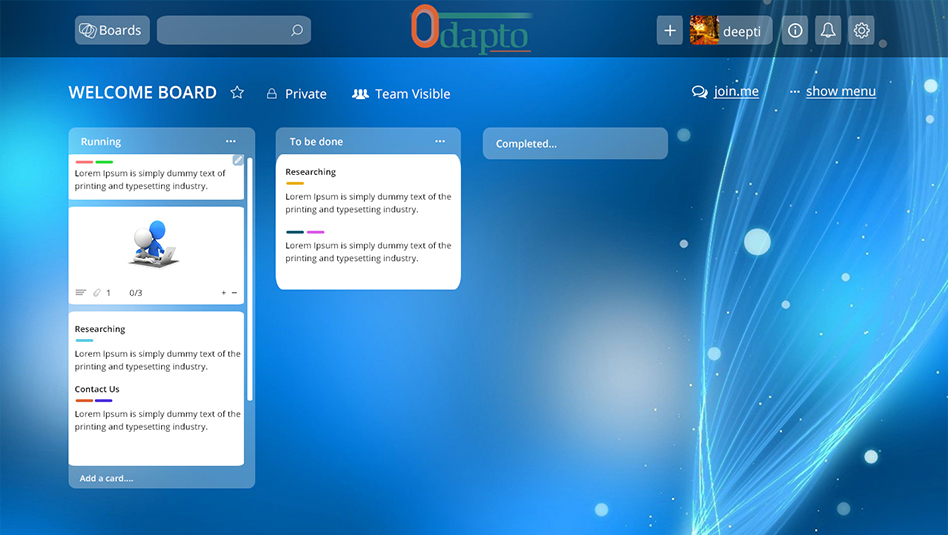 Boards
Odapto
deepti
WELCOME BOARD
Private
Team Visible
join.me
show menu
Running
Lorem Ipsum is simply dummy text of
printing and typesetting industry.
1
0/3
Researching
Lorem Ipsum is simply dummy text of the
printing and typesetting industry.
Contact Us
Lorem Ipsum is simply dummy text of the
printing and typesetting industry.
Add a card....
To be done
Researching
Lorem Ipsum is simply dummy text of the
printing and typesetting industry.
Lorem Ipsum is simply dummy text of the
printing and typesetting industry.
Completed...